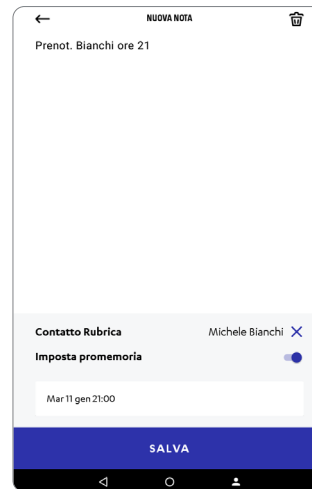 NUOVA NOTA
Prenot. Bianchi ore 21
Contatto Rubrica Michele Bianchi
Imposta promemoria
Mar 11 gen 21:00
SALVA